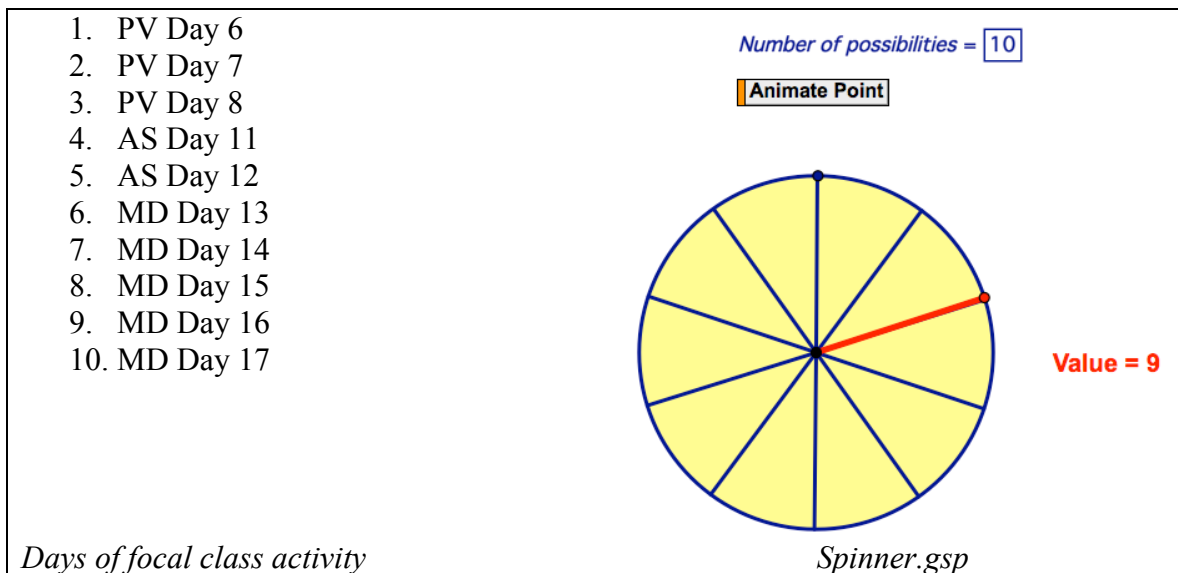 1. PV Day 6
2. PV Day 7
3. PV Day 8
4. AS Day 11
5. AS Day 12
6. MD Day 13
7. MD Day 14
8. MD Day 15
9. MD Day 16
10. MD Day 17
Days of focal class activity
Number of possibilities = 10
Animate Point
Value = 9
Spinner.gsp